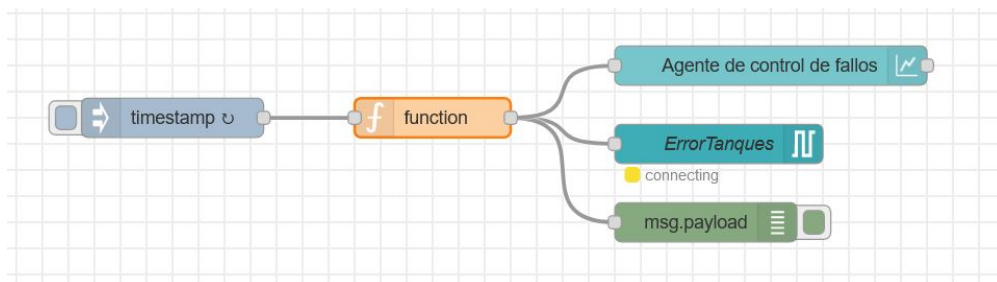 Agente de control de fallos
timestamp ↻
function
ErrorTanques
connecting
msg.payload